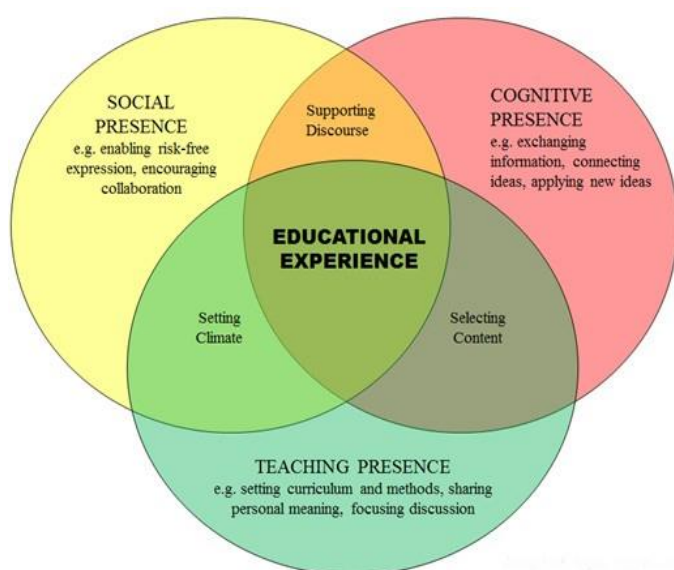 SOCIAL
PRESENCE
e.g. enabling risk-free
expression, encouraging
collaboration
Supporting
Discourse
COGNITIVE
PRESENCE
e.g. exchanging
information, connecting
ideas, applying new ideas
EDUCATIONAL
EXPERIENCE
Setting
Climate
Selecting
Content
TEACHING PRESENCE
e.g. setting curriculum and methods, sharing
personal meaning, focusing discussion